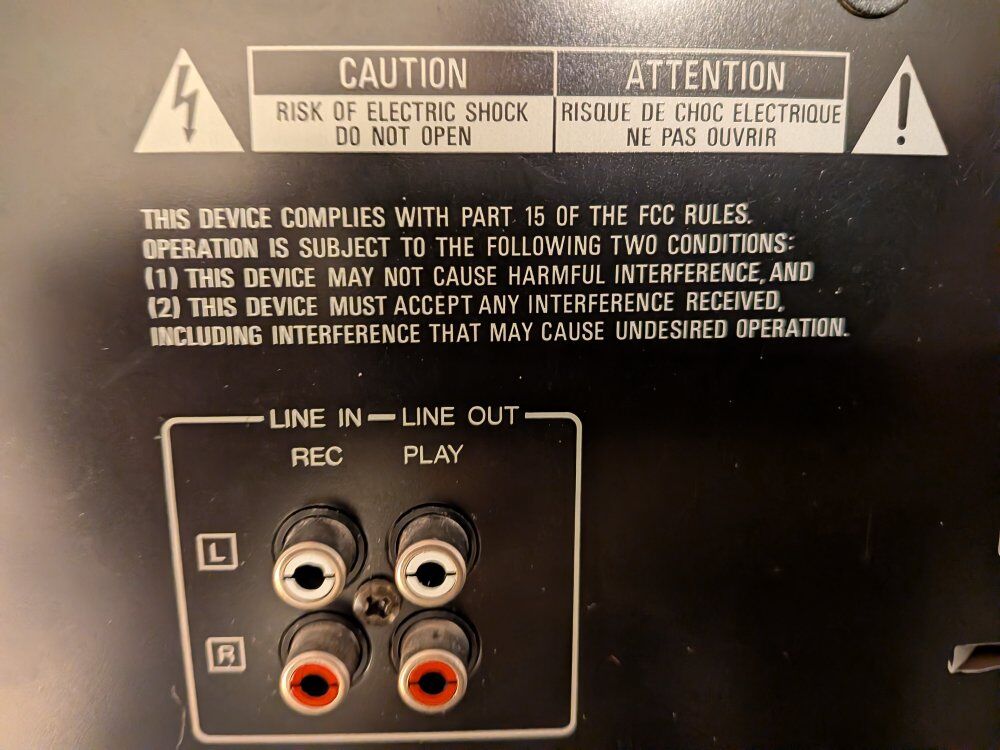 CAUTION
RISK OF ELECTRIC SHOCK
DO NOT OPEN
ATTENTION
RISQUE DE CHOC ELECTRIQUE
NE PAS OUVRIR
THIS DEVICE COMPLIES WITH PART 15 OF THE FCC RULES.
OPERATION IS SUBJECT TO THE FOLLOWING TWO CONDITIONS:
(1) THIS DEVICE MAY NOT CAUSE HARMFUL INTERFERENCE, AND
(2) THIS DEVICE MUST ACCEPT ANY INTERFERENCE RECEIVED,
INCLUDING INTERFERENCE THAT MAY CAUSE UNDESIRED OPERATION.
LINE IN LINE OUT
REC PLAY
L
R